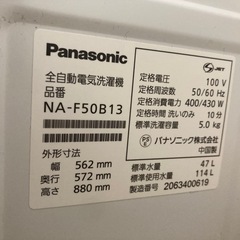 Panasonic
全自動電気洗濯機
品番
NA-F50B13
外形寸法
幅 562 mm
奥行 572 mm
高さ 880 mm
JET
定格電圧 100 V
定格周波数 50/60 Hz
定格消費電力 400/430 W
定格時間 洗いのみ 10分
標準洗濯容量 5.0 kg
PS E
パナソニック株式会社
中国製
標準水量 47 L
使用水量 114 L
製造番号 2063400619